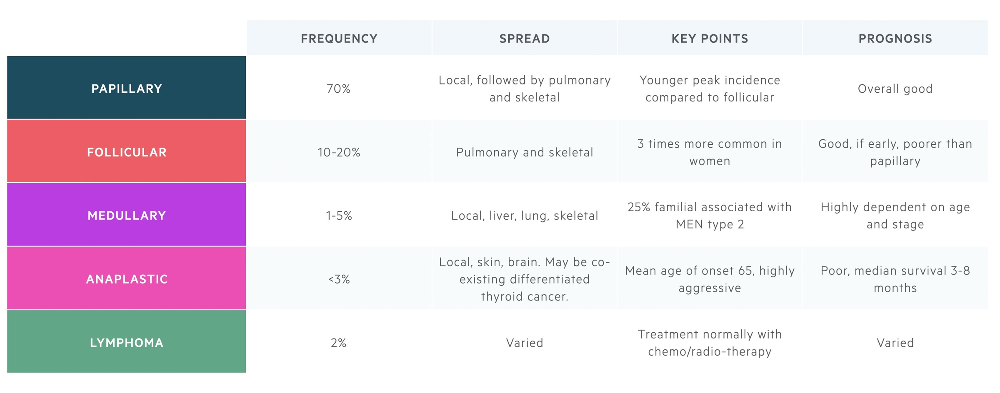 FREQUENCY SPREAD KEY POINTS PROGNOSIS
PAPILLARY
70%
Local, followed by pulmonary
and skeletal
Younger peak incidence
compared to follicular
Overall good
FOLLICULAR
10-20%
Pulmonary and skeletal
3 times more common in
women
Good, if early, poorer than
papillary
MEDULLARY
1-5%
Local, liver, lung, skeletal
25% familial associated with
MEN type 2
Highly dependent on age
and stage
ANAPLASTIC
<3%
Local, skin, brain. May be co-
existing differentiated
thyroid cancer.
Mean age of onset 65, highly
aggressive
Poor, median survival 3-8
months
LYMPHOMA
2%
Varied
Treatment normally with
chemo/radio-therapy
Varied